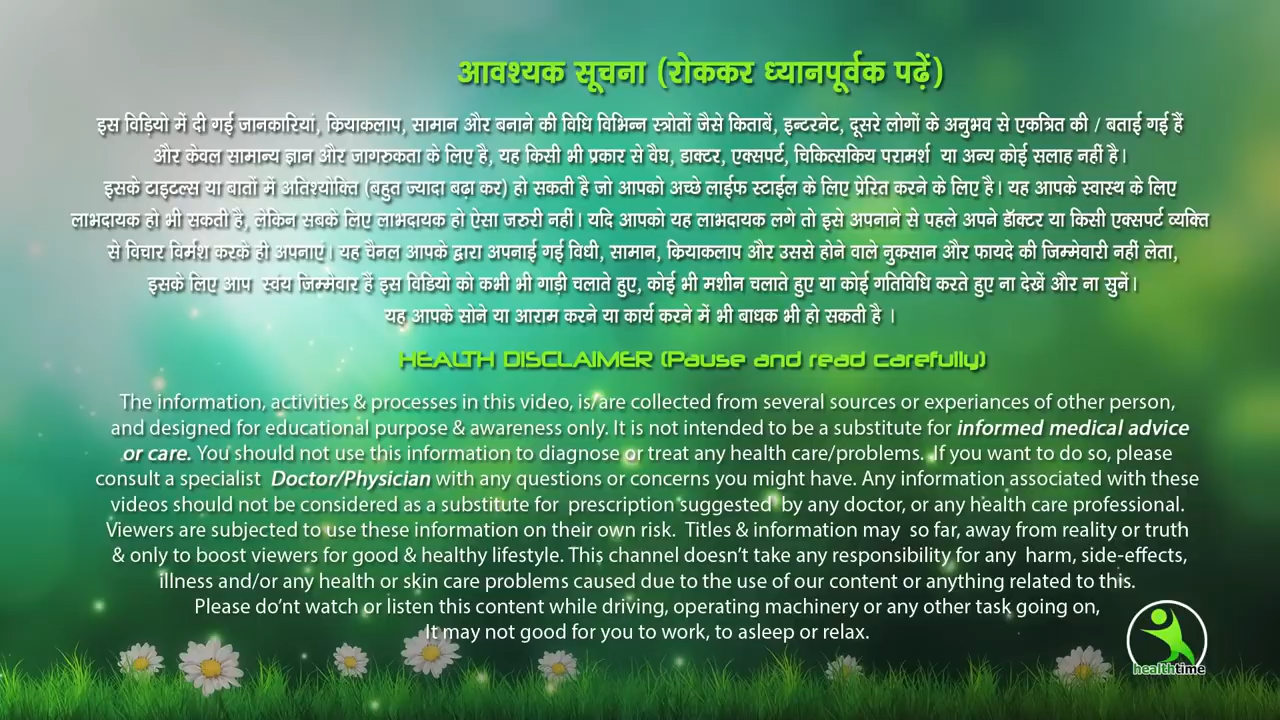 आवश्यक सूचना (रोककर ध्यानपूर्वक पढ़ें)
इस विड़ियो में दी गई जानकारियां, क्रियाकलाप, सामान और बनाने की विधि विभिन्न स्त्रोतों जैसे किताबें, इन्टरनेट, दूसरे लोगों के अनुभव से एकत्रित की / बताई गई हैं
और केवल सामान्य ज्ञान और जागरुकता के लिए है, यह किसी भी प्रकार से वैघ, डाक्टर, एक्सपर्ट, चिकित्सकिय परामर्श या अन्य कोई सलाह नहीं है।
इसके टाइटल्स या बातों में अतिश्योक्ति (बहुत ज्यादा बढ़ा कर) हो सकती है जो आपको अच्छे लाईफ स्टाईल के लिए प्रेरित करने के लिए है। यह आपके स्वास्थ के लिए
लाभदायक हो भी सकती है, लेकिन सबके लिए लाभदायक हो ऐसा जरुरी नहीं। यदि आपको यह लाभदायक लगे तो इसे अपनाने से पहले अपने डॅाक्टर या किसी एक्सपर्ट व्यक्ति
से विचार विर्मश करके ही अपनाएं। यह चैनल आपके द्वारा अपनाई गई विधी, सामान, क्रियाकलाप और उससे होने वाले नुकसान और फायदे की जिम्मेवारी नहीं लेता,
इसके लिए आप स्वंय जिम्मेवार हैं इस विडियो को कभी भी गाड़ी चलाते हुए, कोई भी मशीन चलाते हुए या कोई गतिविधि करते हुए ना देखें और ना सुनें।
यह आपके सोने या आराम करने या कार्य करने में भी बाधक भी हो सकती है ।
HEALTH DISCLAIMER (Pause and read carefully)
The information, activities & processes in this video, is/are collected from several sources or experiances of other person,
and designed for educational purpose & awareness only. It is not intended to be a substitute for informed medical advice
or care. You should not use this information to diagnose or treat any health care/problems. If you want to do so, please
consult a specialist Doctor/Physician with any questions or concerns you might have. Any information associated with these
videos should not be considered as a substitute for prescription suggested by any doctor, or any health care professional.
Viewers are subjected to use these information on their own risk. Titles & information may so far, away from reality or truth
& only to boost viewers for good & healthy lifestyle. This channel doesn't take any responsibility for any harm, side-effects,
illness and/or any health or skin care problems caused due to the use of our content or anything related to this.
Please do'nt watch or listen this content while driving, operating machinery or any other task going on,
It may not good for you to work, to asleep or relax.
healthtime